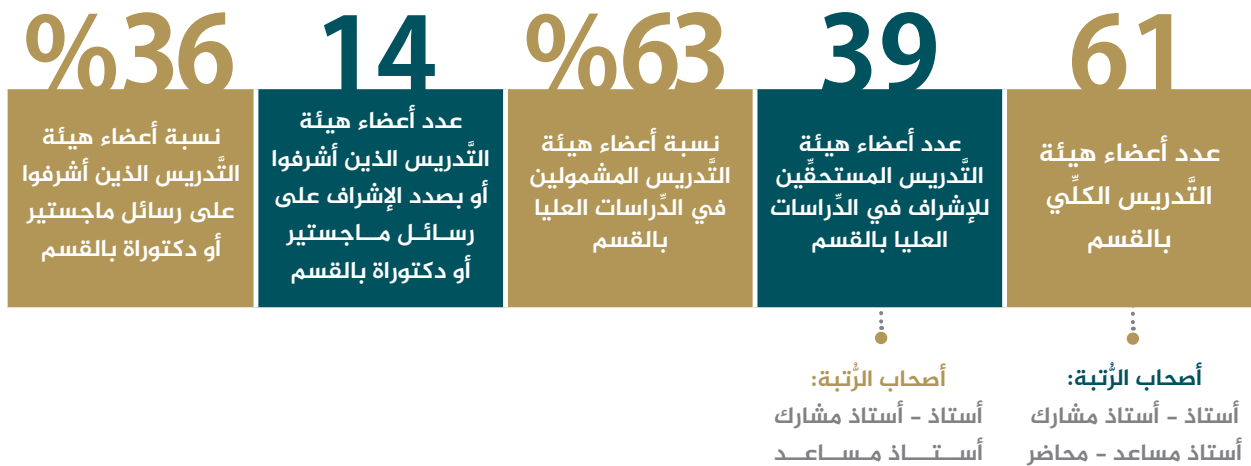 61
عدد أعضاء هيئة
التَّدريس الكلِّي
بالقسم
39
عدد أعضاء هيئة
التَّدريس المستحقِّين
للإشراف في الدِّراسات
العليا بالقسم
%63
نسبة أعضاء هيئة
التَّدريس المشمولين
في الدِّراسات العليا
بالقسم
14
عدد أعضاء هيئة
التَّدريس الذين أشرفوا
أو بصدد الإشراف على
رسائل ماجستير
أو دكتوراة بالقسم
%36
نسبة أعضاء هيئة
التَّدريس الذين أشرفوا
على رسائل ماجستير
أو دكتوراة بالقسم
أصحاب الرُّتبة:
أستاذ – أستاذ مشارك
أستاذ مساعد – محاضر
أصحاب الرُّتبة:
أستاذ – أستاذ مشارك
أستاذ مساعد